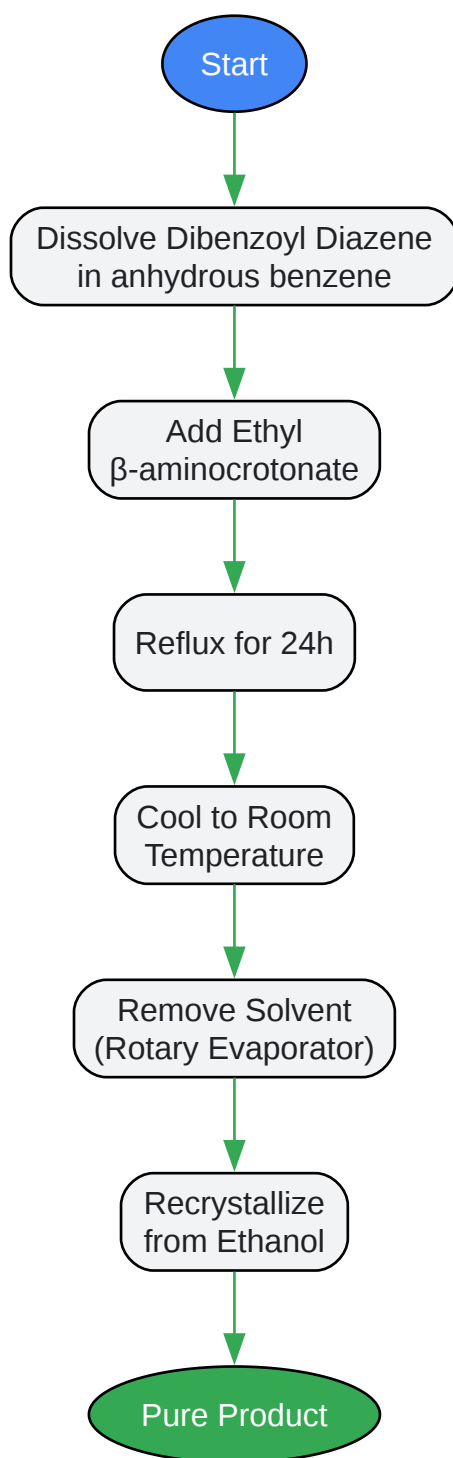 Start
Dissolve Dibenzoyl Diazene
in anhydrous benzene
Add Ethyl
β-aminocrotonate
Reflux for 24h
Cool to Room
Temperature
Remove Solvent
(Rotary Evaporator)
Recrystallize
from Ethanol
Pure Product